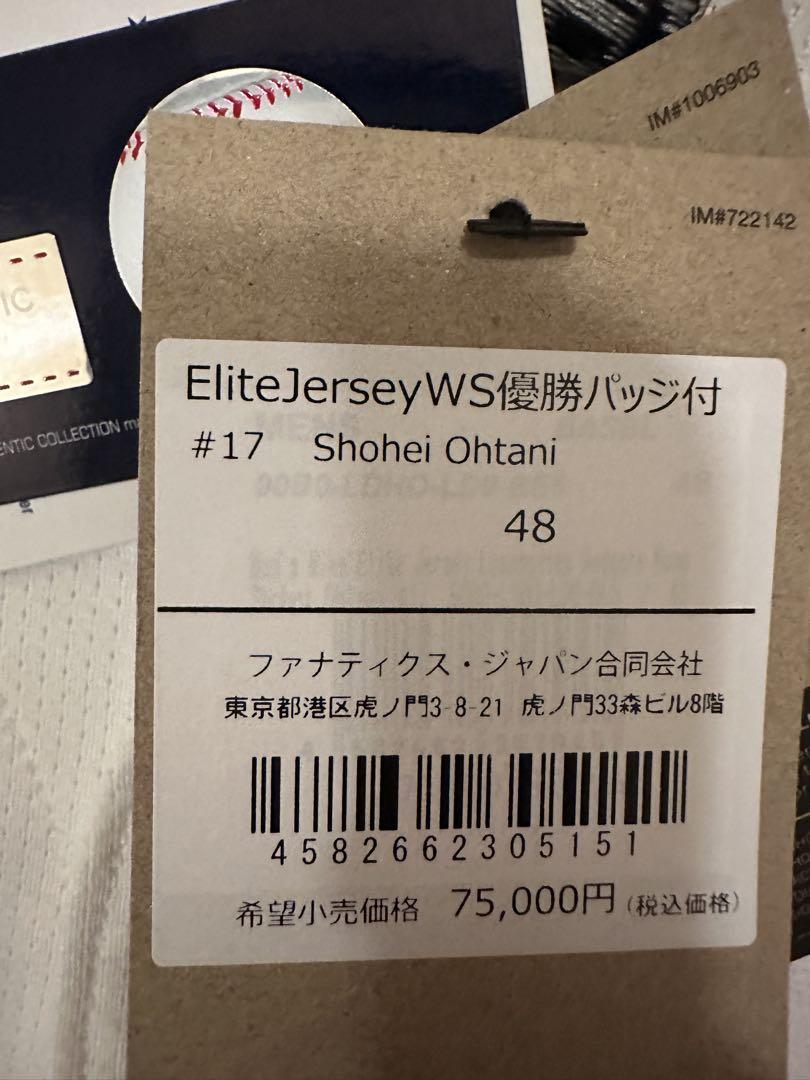 IM#1006903
IM#722142
IC
ENTIC COLLECTION
EliteJerseyWS優勝パッジ付
#17 Shohei Ohtani
48
ファナティクス・ジャパン合同会社
東京都港区虎ノ門3-8-21 虎ノ門33森ビル8階
4582662305151
希望小売価格 75,000円(税込価格)